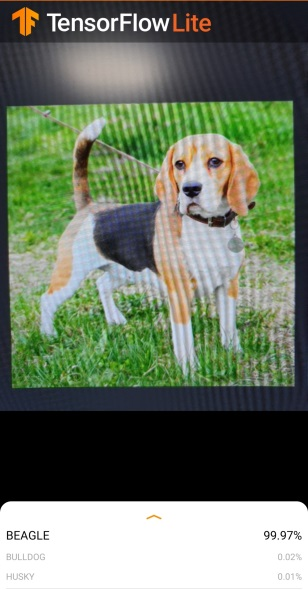 TensorFlow Lite
BEAGLE 99.97%
BULLDOG 0.02%
HUSKY 0.01%